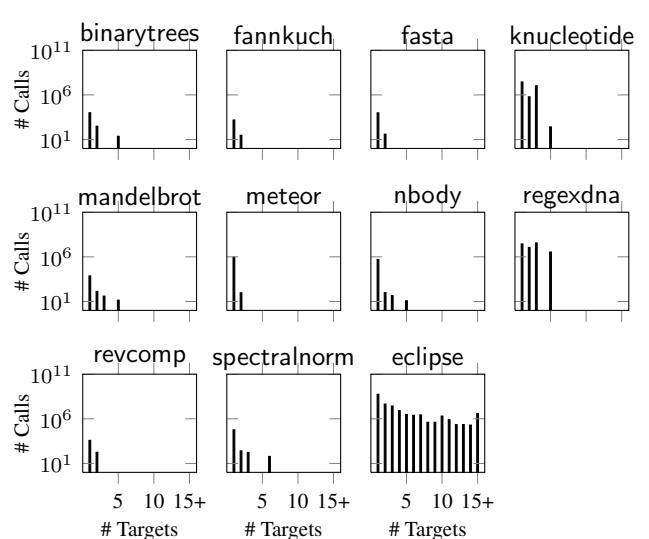 binarytrees fannkuch fasta knucleotide
# Calls
10^11
10^6
10^1
mandelbrot meteor nbody regexdna
# Calls
10^11
10^6
10^1
revcomp spectralnorm eclipse
# Calls
10^11
10^6
10^1
5 10 15+ 5 10 15+ 5 10 15+
# Targets # Targets # Targets